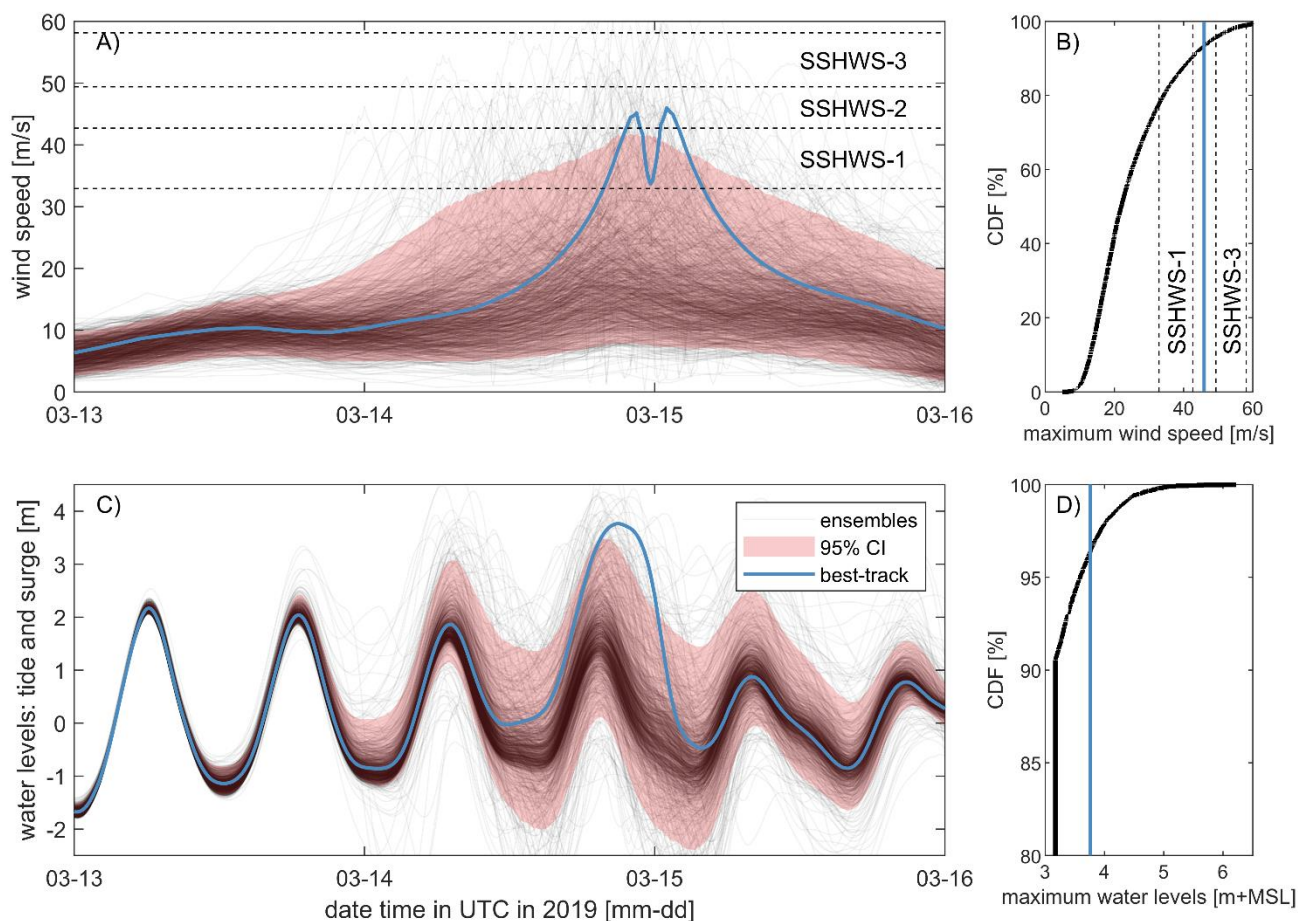 A)
60
50
40
30
20
10
0
wind speed [m/s]
SSHWS-3
SSHWS-2
SSHWS-1
03-13
03-14
03-15
03-16
B)
100
80
60
40
20
0
CDF [%]
SSHWS-1
SSHWS-3
0
20
40
60
maximum wind speed [m/s]
C)
4
3
2
1
0
-1
-2
water levels: tide and surge [m]
ensembles
95% CI
best-track
03-13
03-14
03-15
03-16
date time in UTC in 2019 [mm-dd]
D)
100
95
90
85
80
CDF [%]
3
4
5
6
maximum water levels [m+MSL]